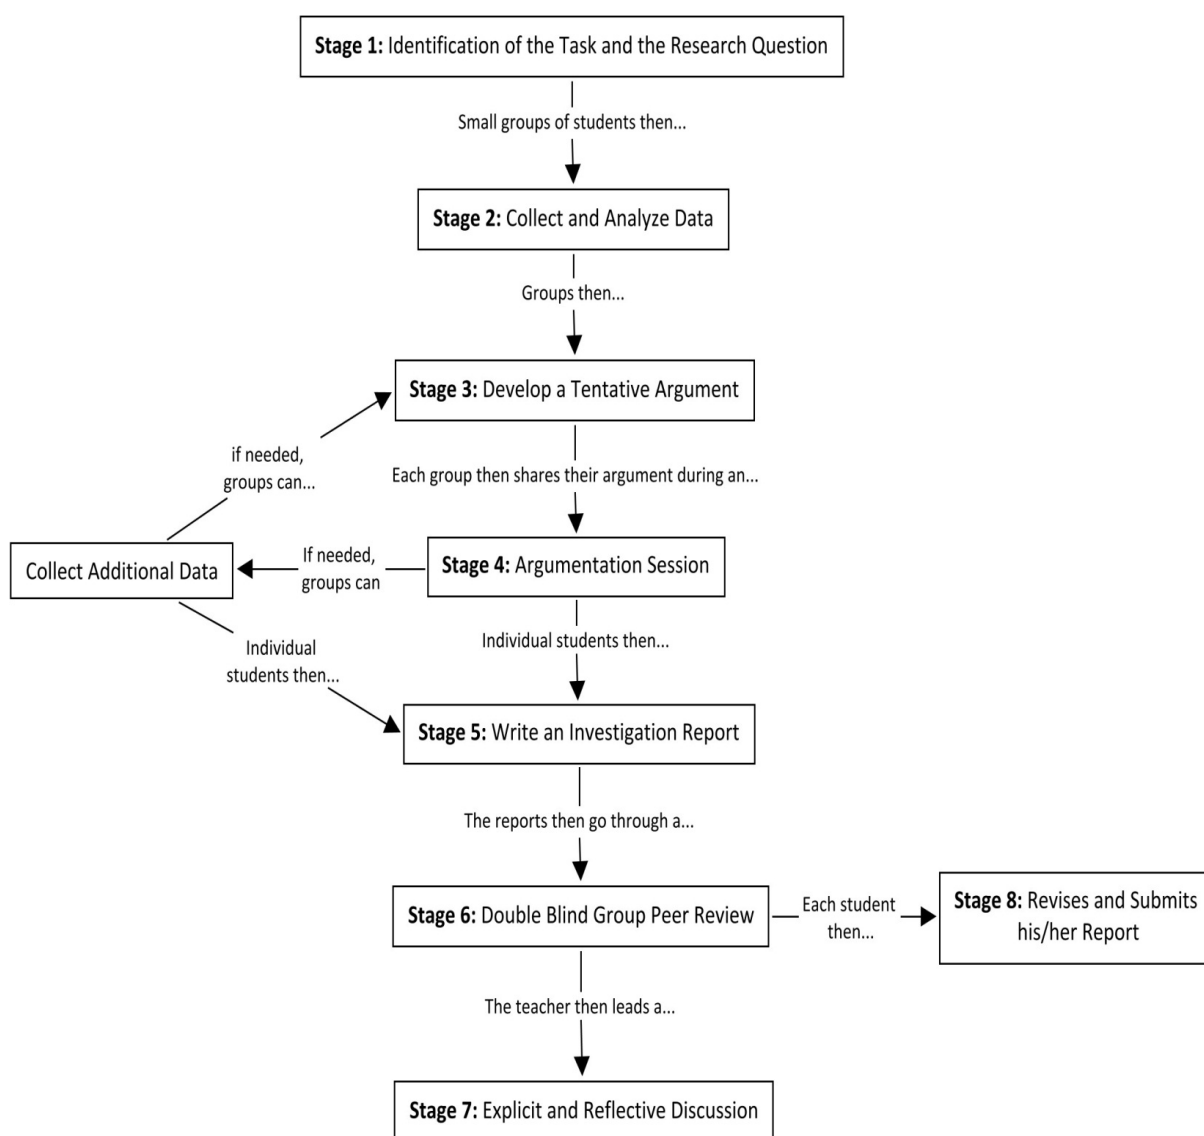 Stage 1: Identification of the Task and the Research Question
Small groups of students then...
Stage 2: Collect and Analyze Data
Groups then...
Stage 3: Develop a Tentative Argument
if needed,
groups can...
Each group then shares their argument during an...
Collect Additional Data
If needed,
groups can
Stage 4: Argumentation Session
Individual
students then...
Individual students then...
Stage 5: Write an Investigation Report
The reports then go through a...
Stage 6: Double Blind Group Peer Review
Each student
then...
Stage 8: Revises and Submits
his/her Report
The teacher then leads a...
Stage 7: Explicit and Reflective Discussion